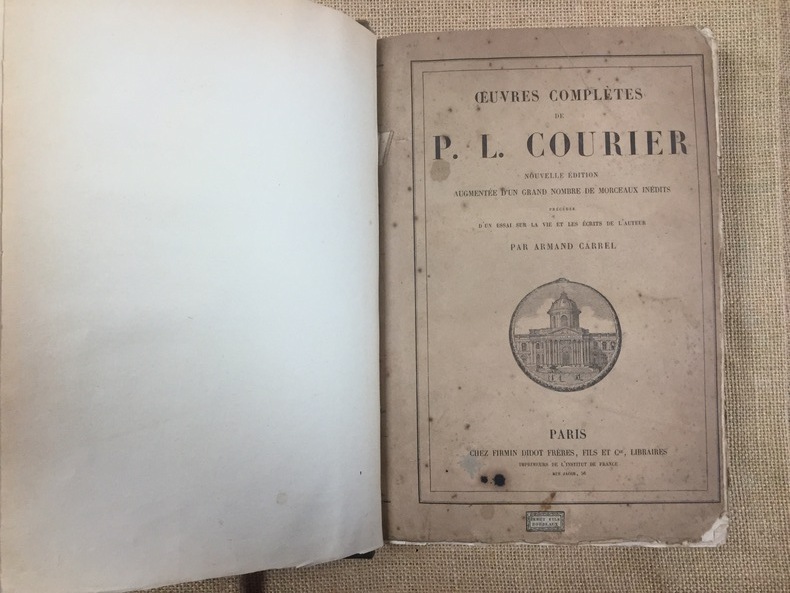 ŒUVRES COMPLÈTES
DE
P. L. COURIER
NOUVELLE ÉDITION
AUGMENTÉE D'UN GRAND NOMBRE DE MORCEAUX INÉDITS
PRÉCÉDÉE
D'UN ESSAI SUR LA VIE ET LES ÉCRITS DE L'AUTEUR
PAR ARMAND CARREL
PARIS
CHEZ FIRMIN DIDOT FRÈRES, FILS ET Cie, LIBRAIRES
IMPRIMEURS DE L'INSTITUT DE FRANCE
RUE JACOB, 56
FILS
BORDEAUX